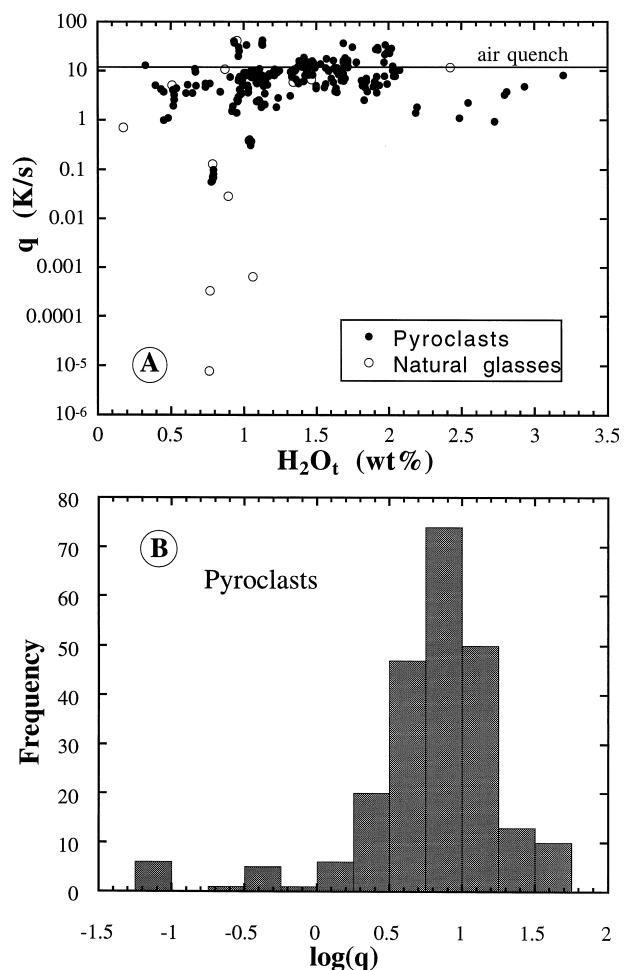 100
10
1
0.1
0.01
0.001
0.0001
10-5
10-6
q (K/s)
air quench
Pyroclasts
Natural glasses
A
0 0.5 1 1.5 2 2.5 3 3.5
H2Ot (wt%)
80
70
60
50
40
30
20
10
0
Frequency
B
Pyroclasts
-1.5 -1 -0.5 0 0.5 1 1.5 2
log(q)